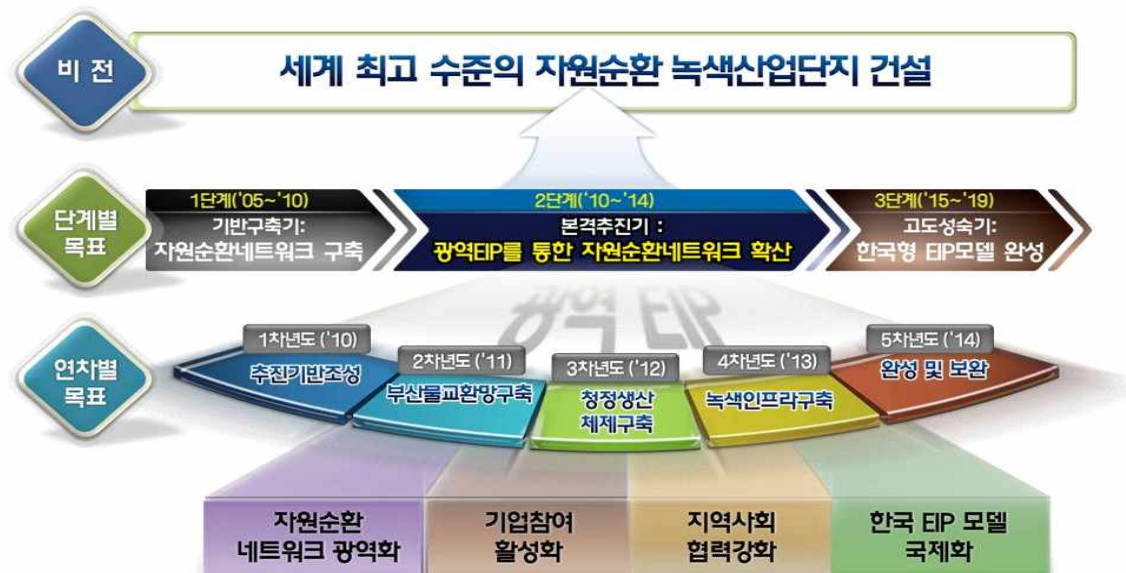 비 전
세계 최고 수준의 자원순환 녹색산업단지 건설
단계별
목표
1단계('05~'10)
기반구축기:
자원순환네트워크 구축
2단계('10~'14)
본격추진기 :
광역EIP를 통한 자원순환네트워크 확산
3단계('15~'19)
고도성숙기:
한국형 EIP모델 완성
광역 EIP
연차별
목표
1차년도 ('10)
추진기반조성
2차년도 ('11)
부산물교환망구축
3차년도 ('12)
청정생산
체제구축
4차년도 ('13)
녹색인프라구축
5차년도 ('14)
완성 및 보완
자원순환
네트워크 광역화
기업참여
활성화
지역사회
협력강화
한국 EIP 모델
국제화